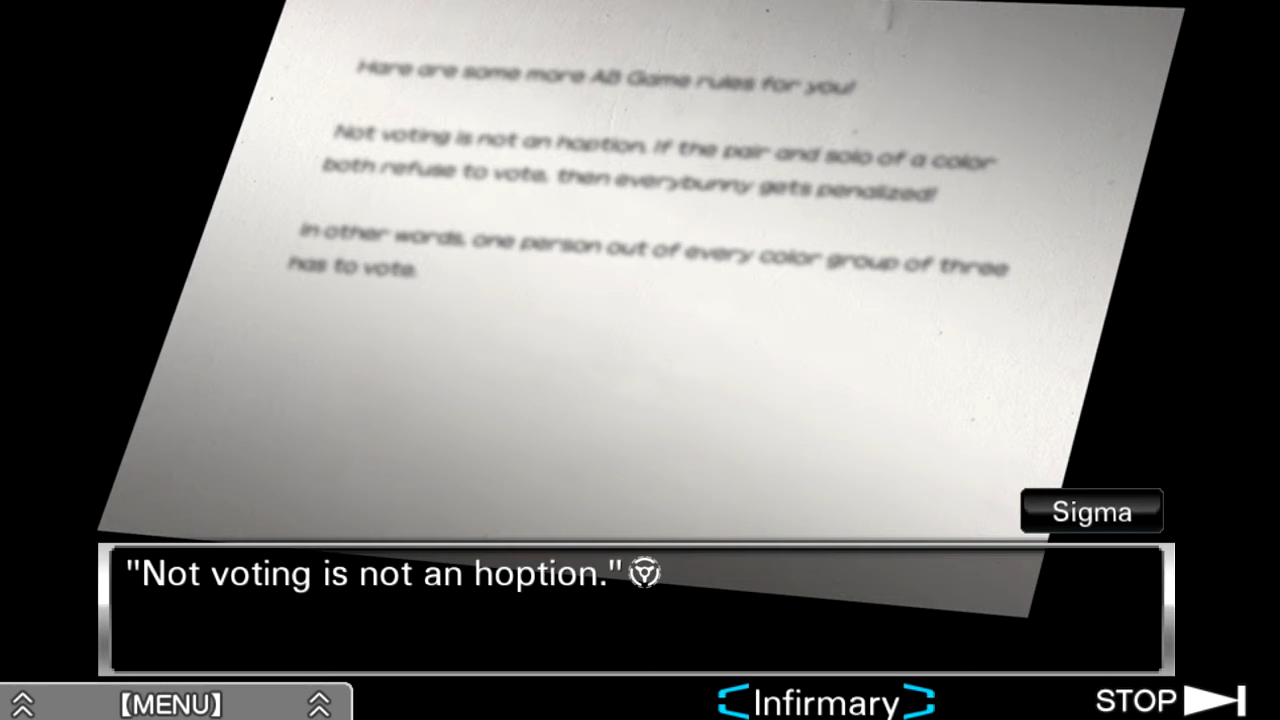 Hare are some more AB Game rules for you!
Not voting is not an hoption. If the pair and solo of a color
both refuse to vote, then everybunny gets penalized!
In other words, one person out of every color group of three
has to vote.
Sigma
"Not voting is not an hoption."
【MENU】
Infirmary
STOP